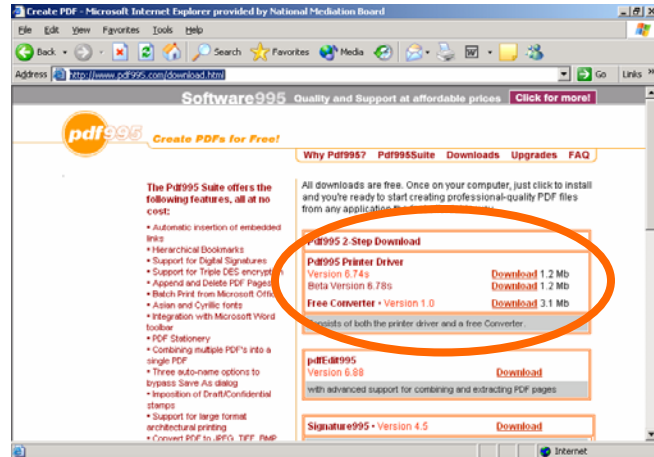 Create PDF - Microsoft Internet Explorer provided by National Mediation Board
File Edit View Favorites Tools Help
Back Search Favorites Media
Address http://www.pdf995.com/download.html Go Links
Software995 Quality and Support at affordable prices Click for more!
pdf995 Create PDFs for Free!
Why Pdf995? Pdf995Suite Downloads Upgrades FAQ
The Pdf995 Suite offers the
following features, all at no
cost:
• Automatic insertion of embedded
links
• Hierarchical Bookmarks
• Support for Digital Signatures
• Support for Triple DES encryption
• Append and Delete PDF Pages
• Batch Print from Microsoft Office
• Asian and Cyrillic fonts
• Integration with Microsoft Word
toolbar
• PDF Stationery
• Combining multiple PDF's into a
single PDF
• Three auto-name options to
bypass Save As dialog
• Imposition of Draft/Confidential
stamps
• Support for large format
architectural printing
• Convert PDF to JPEG, TIFF, BMP
All downloads are free. Once on your computer, just click to install
and you're ready to start creating professional-quality PDF files
from any application
Pdf995 2-Step Download
Pdf995 Printer Driver
Version 6.74s Download 1.2 Mb
Beta Version 6.78s Download 1.2 Mb
Free Converter • Version 1.0 Download 3.1 Mb
Consists of both the printer driver and a free Converter.
pdfEdit995
Version 6.88 Download
with advanced support for combining and extracting PDF pages
Signature995 • Version 4.5 Download
Internet